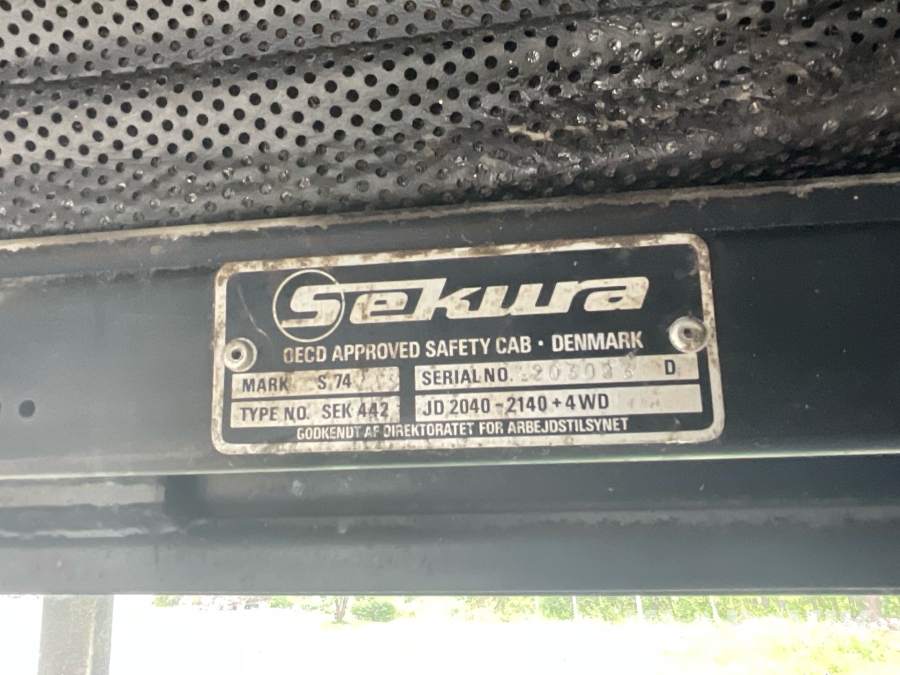 Sekura
OECD APPROVED SAFETY CAB · DENMARK
MARK S.74
SERIAL NO. D
TYPE NO. SEK 442
JD 2040-2140+4WD
GODKENDT AF DIREKTORATET FOR ARBEJDSTILSYNET